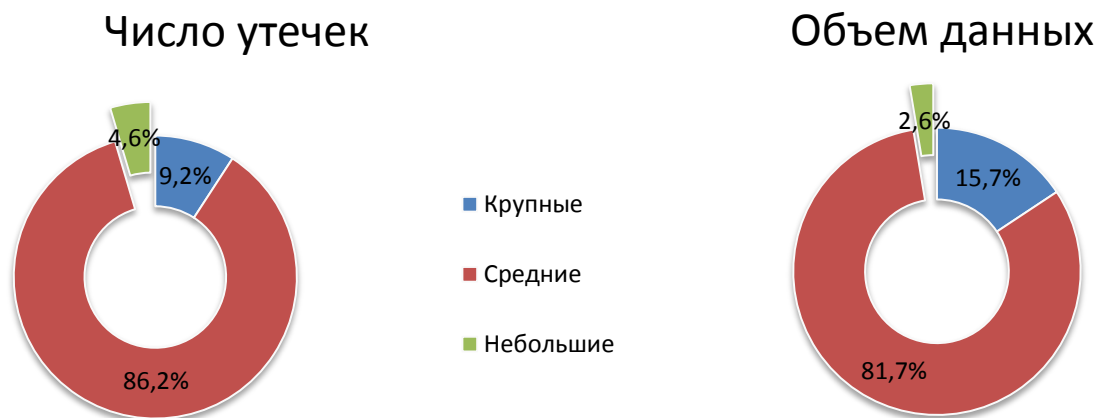 Число утечек
4,6%
9,2%
86,2%
Крупные
Средние
Небольшие
Объем данных
2,6%
15,7%
81,7%